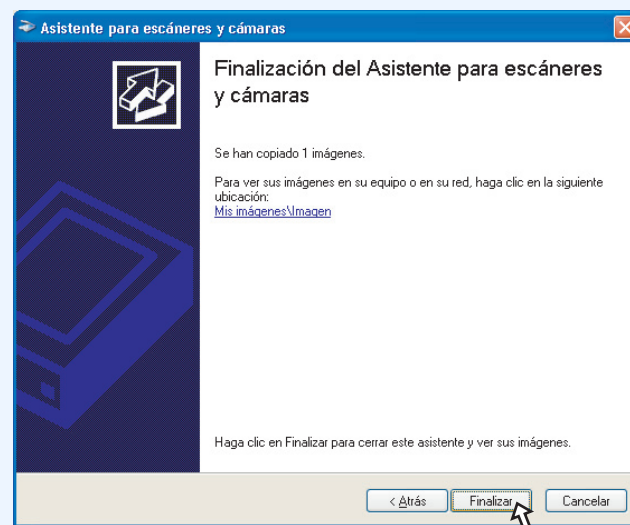 Asistente para escáneres y cámaras
Finalización del Asistente para escáneres
y cámaras
Se han copiado 1 imágenes.
Para ver sus imágenes en su equipo o en su red, haga clic en la siguiente
ubicación:
Mis imágenes\Imagen
Haga clic en Finalizar para cerrar este asistente y ver sus imágenes.
< Atrás Finalizar Cancelar